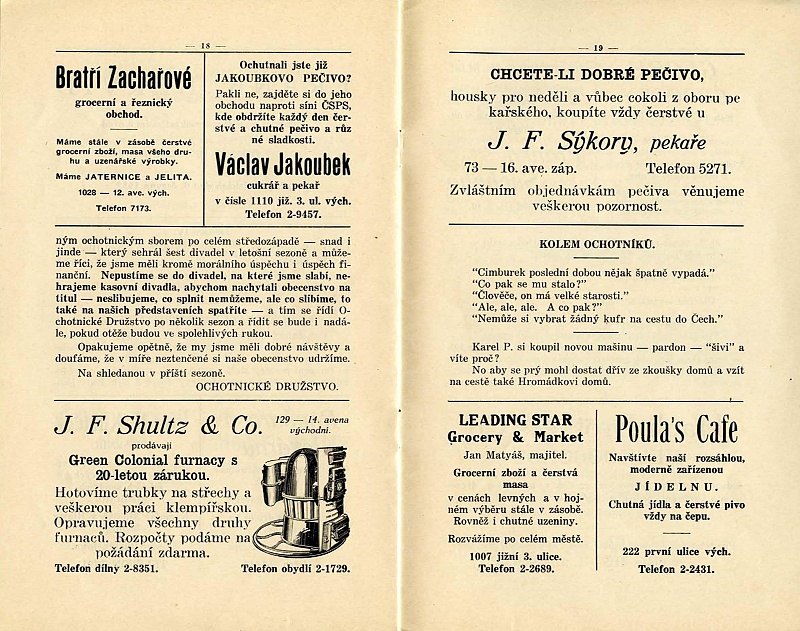 — 18 —
Bratří Zachařové
grocerní a řeznický
obchod.
Máme stále v zásobě čerstvé
grocerní zboží, masa všeho dru-
hu a uzenářské výrobky.
Máme JATERNICE a JELITA.
1028 — 12. ave. vých.
Telefon 7173.
Ochutnali jste již
JAKOUBKOVO PEČIVO?
Pakli ne, zajděte si do jeho
obchodu naproti síni ČSPS,
kde obdržíte každý den čer-
stvé a chutné pečivo a růz
né sladkosti.
Václav Jakoubek
cukrář a pekař
v čísle 1110 již. 3. ul. vých.
Telefon 2-9457.
ným ochotnickým sborem po celém středozápadě — snad i
jinde — který sehrál šest divadel v letošní sezoně a může-
me říci, že jsme měli kromě morálního úspěchu i úspěch fi-
nanční. Nepustíme se do divadel, na které jsme slabí, ne-
hrajeme kasovní divadla, abychom nachytali obecenstvo na
titul — neslibujeme, co splnit nemůžeme, ale co slíbíme, to
také na našich představeních spatříte — a tím se řídí O-
chotnické Družstvo po několik sezon a řídit se bude i nadá-
le, pokud otěže budou ve spolehlivých rukou.
Opakujeme opětně, že my jsme měli dobré návštěvy a
doufáme, že v míře neztenčené si naše obecenstvo udržíme.
Na shledanou v příští sezoně.
OCHOTNICKÉ DRUŽSTVO.
J. F. Shultz & Co.
129 — 14. avena
východní.
prodávají
Green Colonial furnacy s
20-letou zárukou.
Hotovíme trubky na střechy a
veškerou práci klempířskou.
Opravujeme všechny druhy
furnaců. Rozpočty podáme na
požádání zdarma.
Telefon dílny 2-8351.
Telefon obydlí 2-1729.
— 19 —
CHCETE-LI DOBRÉ PEČIVO,
housky pro neděli a vůbec cokoli z oboru pe
kařského, koupíte vždy čerstvé u
J. F. Sýkory, pekaře
73 — 16. ave. záp.
Telefon 5271.
Zvláštním objednávkám pečiva věnujeme
veškerou pozornost.
KOLEM OCHOTNÍKŮ.
"Cimburek poslední dobou nějak špatně vypadá."
"Co pak se mu stalo?"
"Člověče, on má velké starosti."
"Ale, ale, ale. A co pak?"
"Nemůže si vybrat žádný kufr na cestu do Čech."
Karel P. si koupil novou mašinu — pardon — "šivi" a
víte proč?
No aby se prý mohl dostat dřív ze zkoušky domů a vzít
na cestě také Hromádkovi domů.
LEADING STAR
Grocery & Market
Jan Matyáš, majitel.
Grocerní zboží a čerstvá
masa
v cenách levných a v hoj-
ném výběru stále v zásobě.
Rovněž i chutné uzeniny.
Rozvážíme po celém městě.
1007 jižní 3. ulice.
Telefon 2-2689.
Poula's Cafe
Navštivte naší rozsáhlou,
moderně zařízenou
JÍDELNU.
Chutná jídla a čerstvé pivo
vždy na čepu.
222 první ulice vých.
Telefon 2-2431.